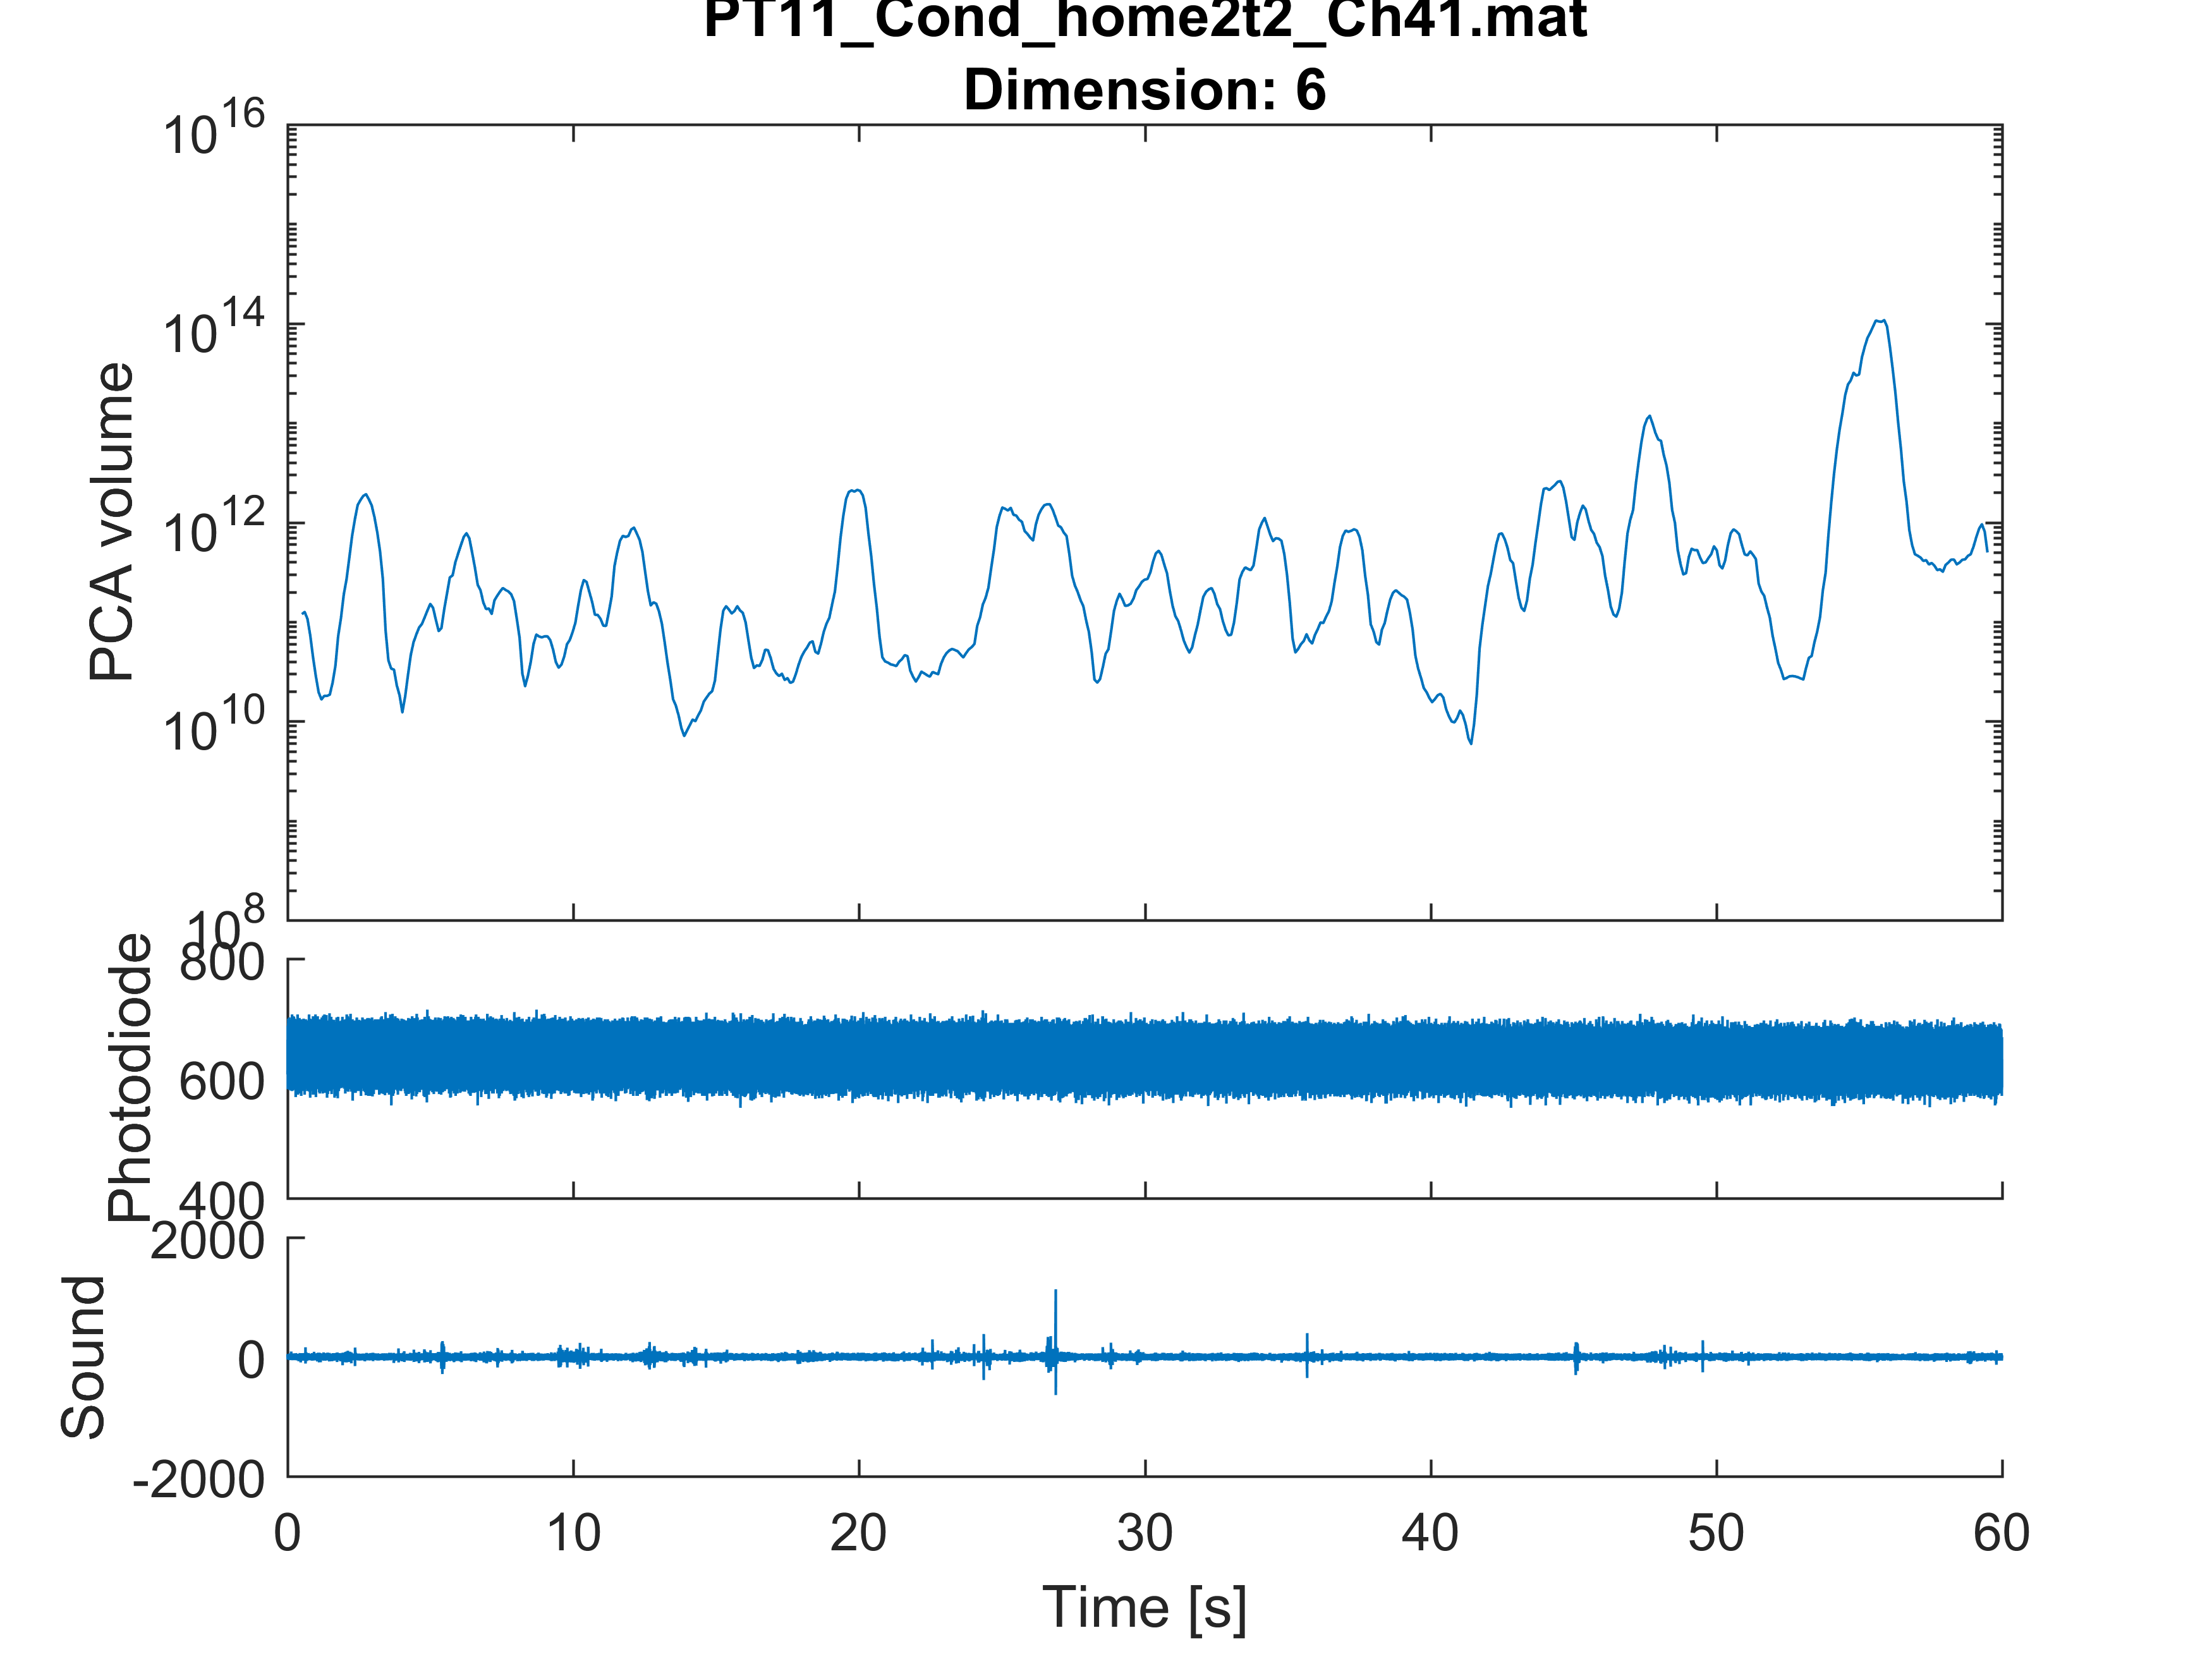 PT11_Cond_home2t2_Ch41.mat
Dimension: 6
10^16
10^14
10^12
10^10
10^8
PCA volume
800
600
400
Photodiode
2000
0
-2000
Sound
0 10 20 30 40 50 60
Time [s]